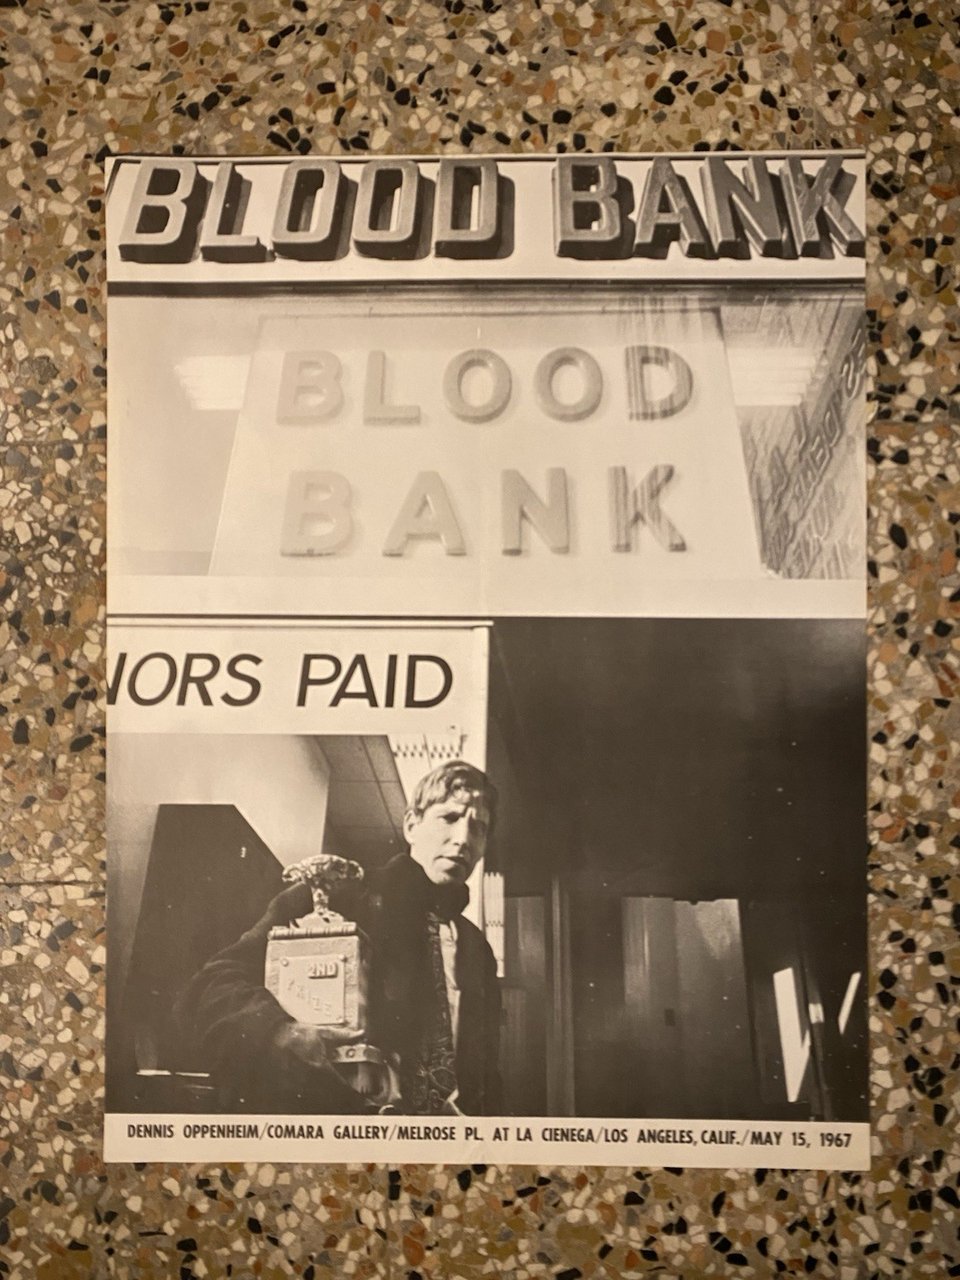 BLOOD BANK
BLOOD
BANK
NORS PAID
2ND
PRIZE
DENNIS OPPENHEIM/COMARA GALLERY/MELROSE PL. AT LA CIENEGA/LOS ANGELES, CALIF./MAY 15, 1967